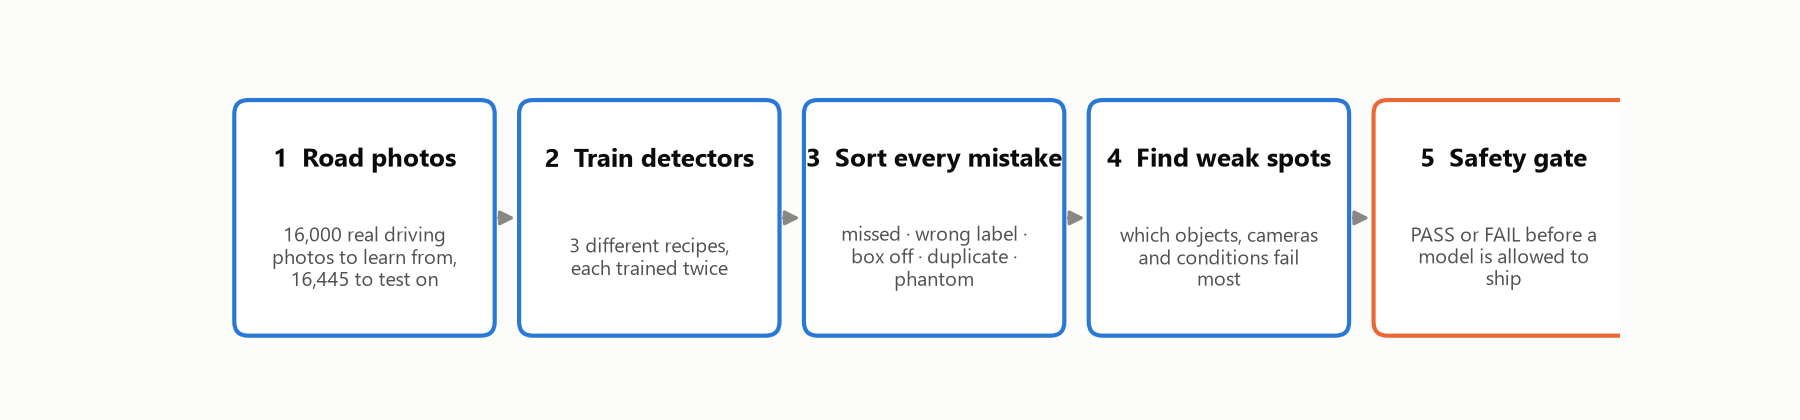 1 Road photos
16,000 real driving
photos to learn from,
16,445 to test on
2 Train detectors
3 different recipes,
each trained twice
3 Sort every mistake
missed · wrong label ·
box off · duplicate ·
phantom
4 Find weak spots
which objects, cameras
and conditions fail
most
5 Safety gate
PASS or FAIL before a
model is allowed to
ship